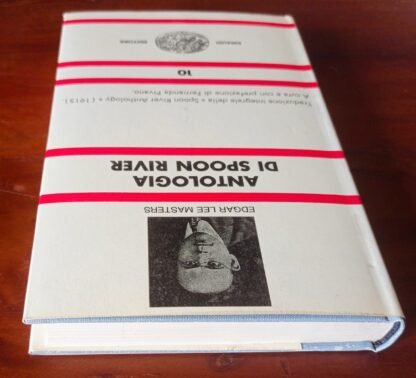 EDGAR LEE MASTERS
ANTOLOGIA
DI SPOON RIVER
Traduzione integrale della « Spoon River Anthology » (1915).
A cura e con prefazione di Fernanda Pivano.
10
EINAUDI
EDITORE